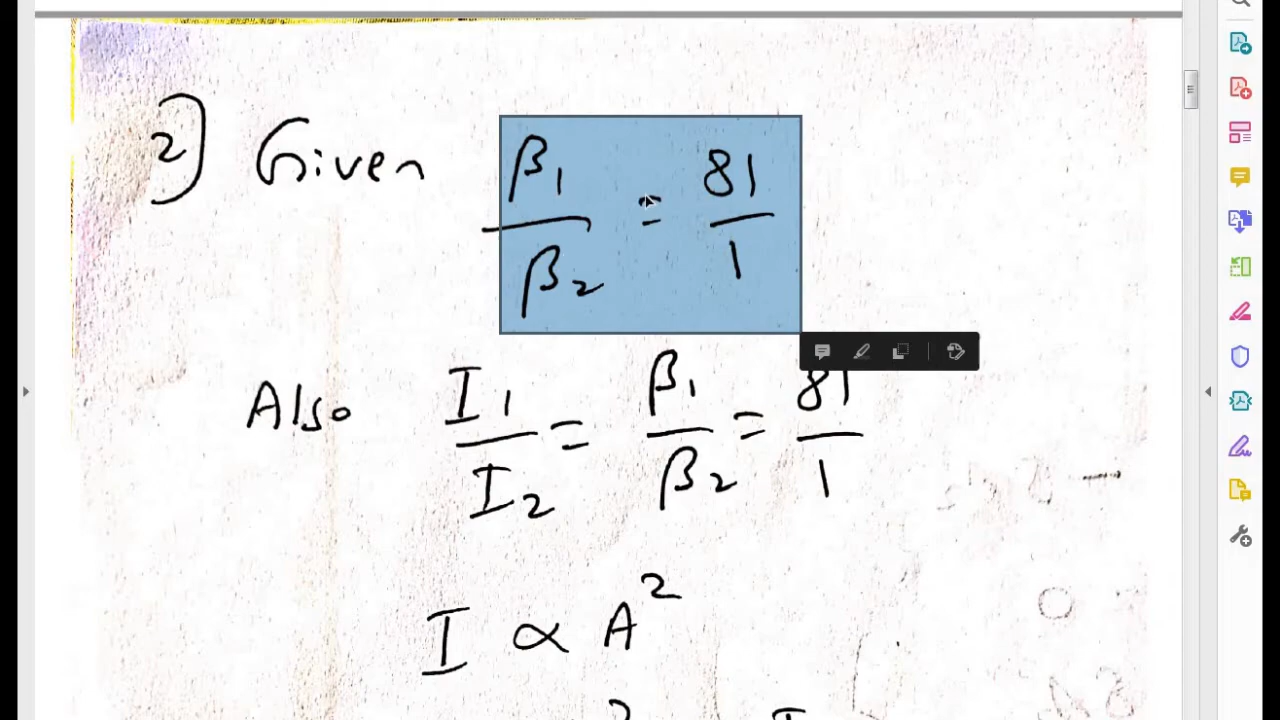 2) Given β1/β2 = 81/1
Also I1/I2 = β1/β2 = 81/1
I ∝ A²